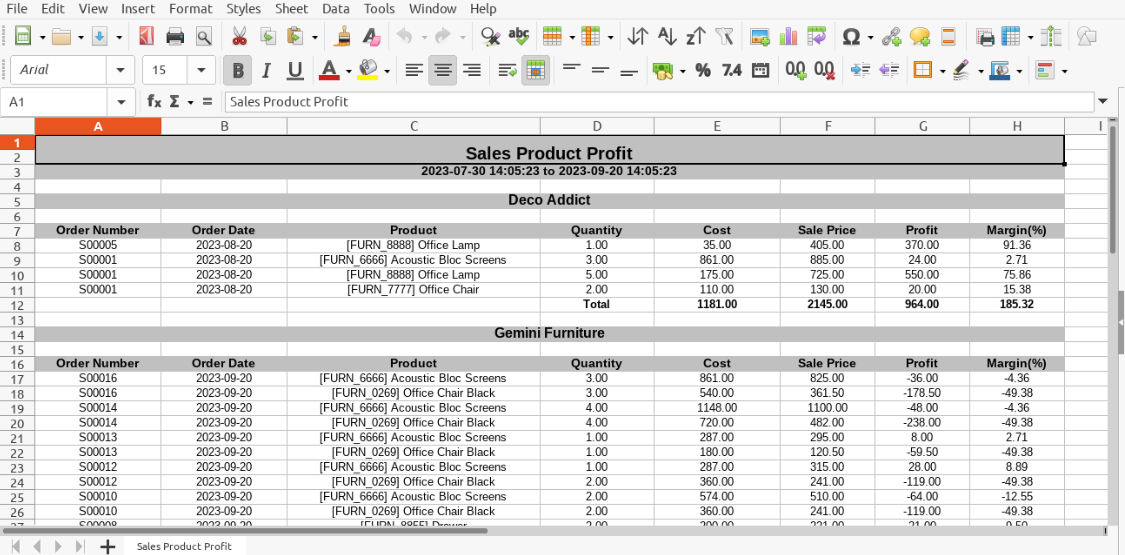 File Edit View Insert Format Styles Sheet Data Tools Window Help
Arial 15 B I U A % 7.4
A1 fx Σ = Sales Product Profit
A B C D E F G H I
1
2 Sales Product Profit
3 2023-07-30 14:05:23 to 2023-09-20 14:05:23
4
5 Deco Addict
6
7 Order Number Order Date Product Quantity Cost Sale Price Profit Margin(%)
8 S00005 2023-08-20 [FURN_8888] Office Lamp 1.00 35.00 405.00 370.00 91.36
9 S00001 2023-08-20 [FURN_6666] Acoustic Bloc Screens 3.00 861.00 885.00 24.00 2.71
10 S00001 2023-08-20 [FURN_8888] Office Lamp 5.00 175.00 725.00 550.00 75.86
11 S00001 2023-08-20 [FURN_7777] Office Chair 2.00 110.00 130.00 20.00 15.38
12 Total 1181.00 2145.00 964.00 185.32
13
14 Gemini Furniture
15
16 Order Number Order Date Product Quantity Cost Sale Price Profit Margin(%)
17 S00016 2023-09-20 [FURN_6666] Acoustic Bloc Screens 3.00 861.00 825.00 -36.00 -4.36
18 S00016 2023-09-20 [FURN_0269] Office Chair Black 3.00 540.00 361.50 -178.50 -49.38
19 S00014 2023-09-20 [FURN_6666] Acoustic Bloc Screens 4.00 1148.00 1100.00 -48.00 -4.36
20 S00014 2023-09-20 [FURN_0269] Office Chair Black 4.00 720.00 482.00 -238.00 -49.38
21 S00013 2023-09-20 [FURN_6666] Acoustic Bloc Screens 1.00 287.00 295.00 8.00 2.71
22 S00013 2023-09-20 [FURN_0269] Office Chair Black 1.00 180.00 120.50 -59.50 -49.38
23 S00012 2023-09-20 [FURN_6666] Acoustic Bloc Screens 1.00 287.00 315.00 28.00 8.89
24 S00012 2023-09-20 [FURN_0269] Office Chair Black 2.00 360.00 241.00 -119.00 -49.38
25 S00010 2023-09-20 [FURN_6666] Acoustic Bloc Screens 2.00 574.00 510.00 -64.00 -12.55
26 S00010 2023-09-20 [FURN_0269] Office Chair Black 2.00 360.00 241.00 -119.00 -49.38
Sales Product Profit